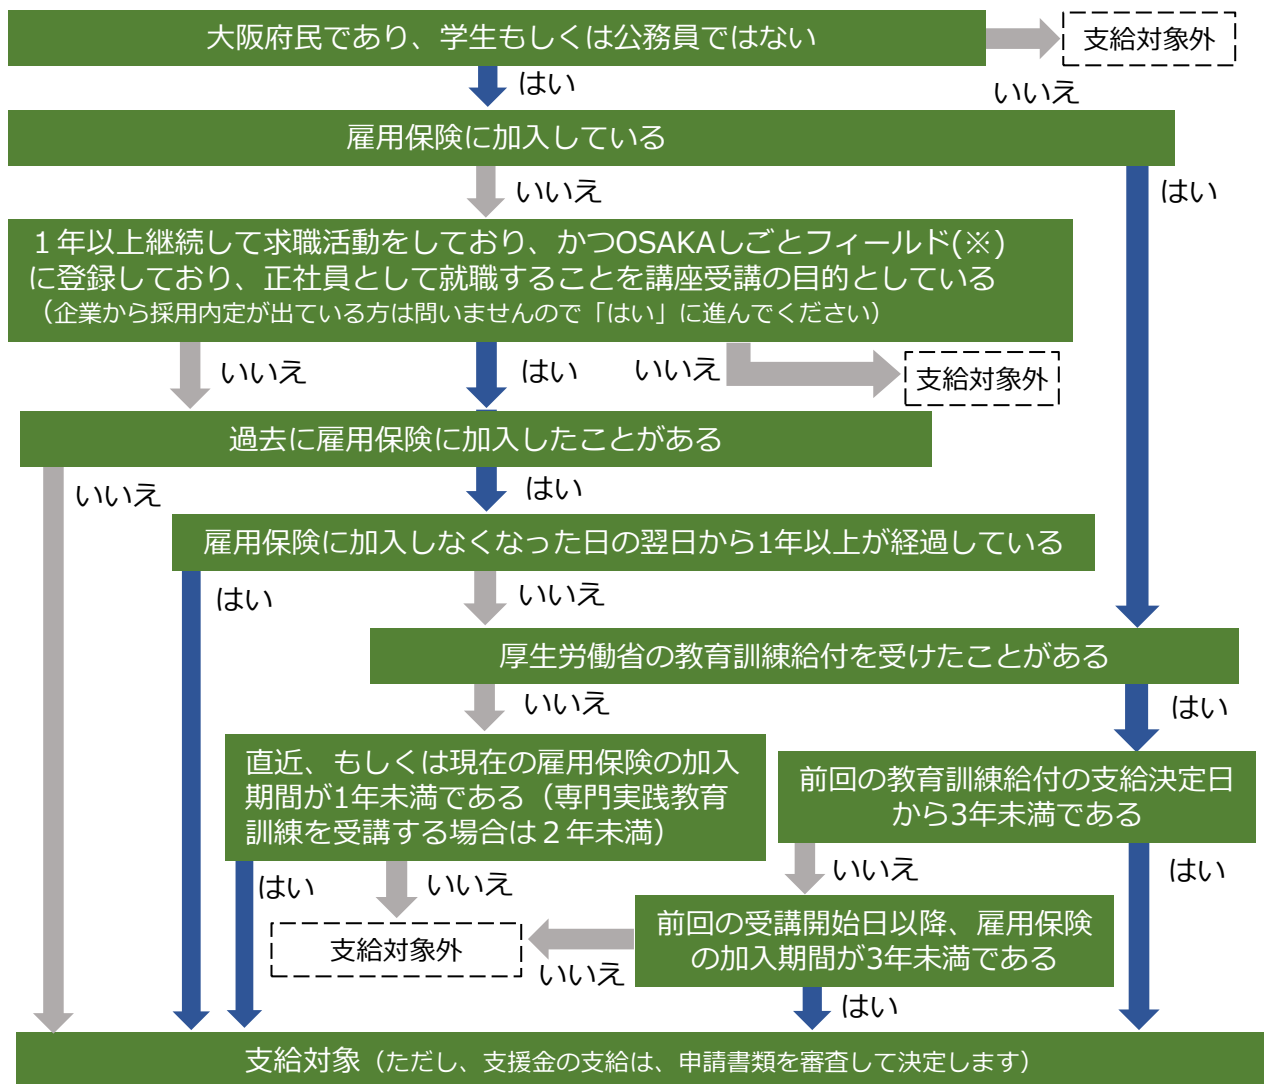 大阪府民であり、学生もしくは公務員ではない
支給対象外
はい
いいえ
雇用保険に加入している
いいえ
はい
１年以上継続して求職活動をしており、かつOSAKAしごとフィールド(※)
に登録しており、正社員として就職することを講座受講の目的としている
（企業から採用内定が出ている方は問いませんので「はい」に進んでください）
いいえ
はい
いいえ
支給対象外
過去に雇用保険に加入したことがある
いいえ
はい
雇用保険に加入しなくなった日の翌日から1年以上が経過している
はい
いいえ
厚生労働省の教育訓練給付を受けたことがある
いいえ
はい
直近、もしくは現在の雇用保険の加入
期間が1年未満である（専門実践教育
訓練を受講する場合は２年未満）
前回の教育訓練給付の支給決定日
から3年未満である
はい
いいえ
いいえ
はい
支給対象外
前回の受講開始日以降、雇用保険
の加入期間が3年未満である
いいえ
はい
支給対象（ただし、支援金の支給は、申請書類を審査して決定します）